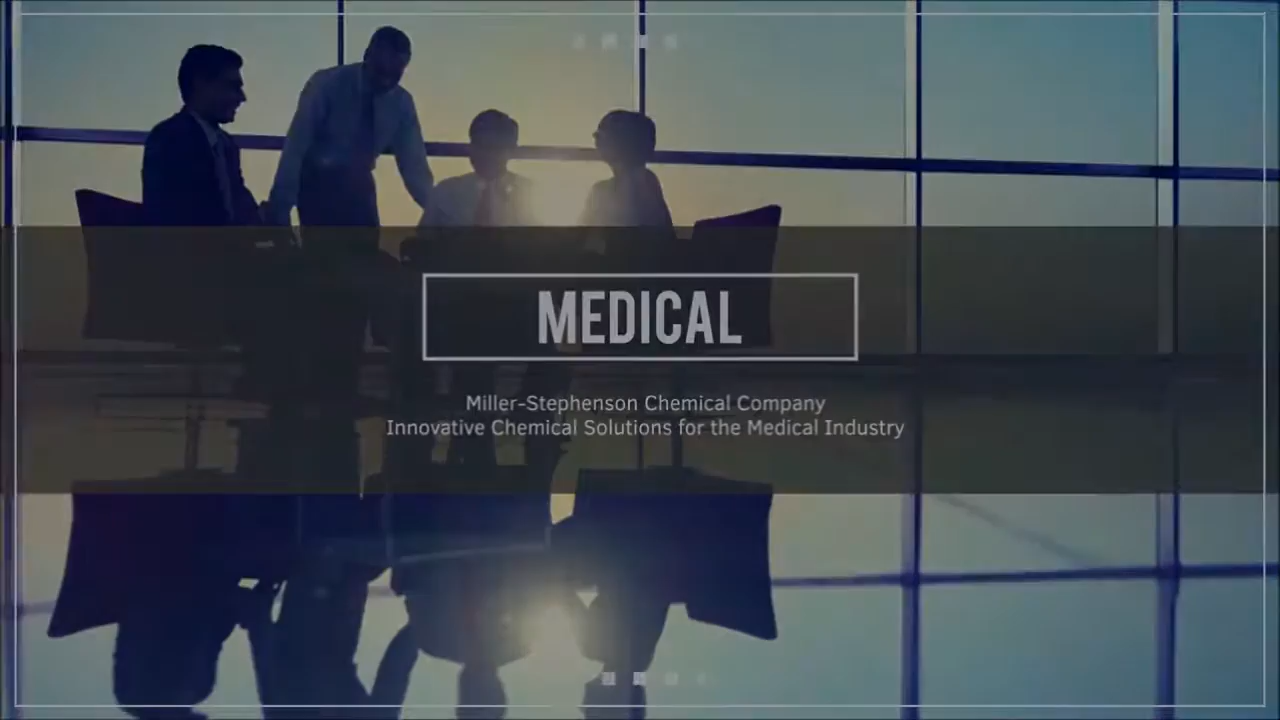 MEDICAL
Miller-Stephenson Chemical Company
Innovative Chemical Solutions for the Medical Industry